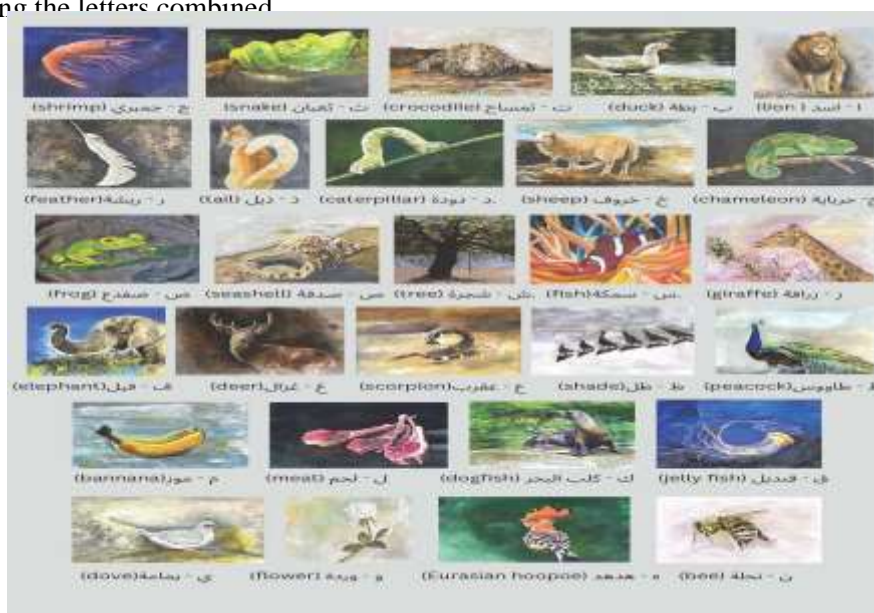 ng the letters combined
ا - اسد (lion ) ب - بطة (duck) ت - تمساح (crocodile) ث - ثعبان (snake) ج - جمبري (shrimp)
ح - حرباية (chameleon) خ - خروف (sheep) د - دودة (caterpillar) ذ - ذيل (tail) ر - ريشة(feather)
ز - زرافة (giraffe) س - سمكة(fish) ش - شجرة (tree) ص - صدفة (seashell) ض - ضفدع (frog)
ط - طاووس(peacock) ظ - ظل(shade) ع - عقرب(scorpion) غ - غزال(deer) ف - فيل(elephant)
ق - قنديل (jelly fish) ك - كلب البحر (dogfish) ل - لحم (meat) م - موز(bannana)
ن - نحلة (bee) ه - هدهد (Eurasian hoopoe) و - وردة (flower) ي - يمامة(dove)